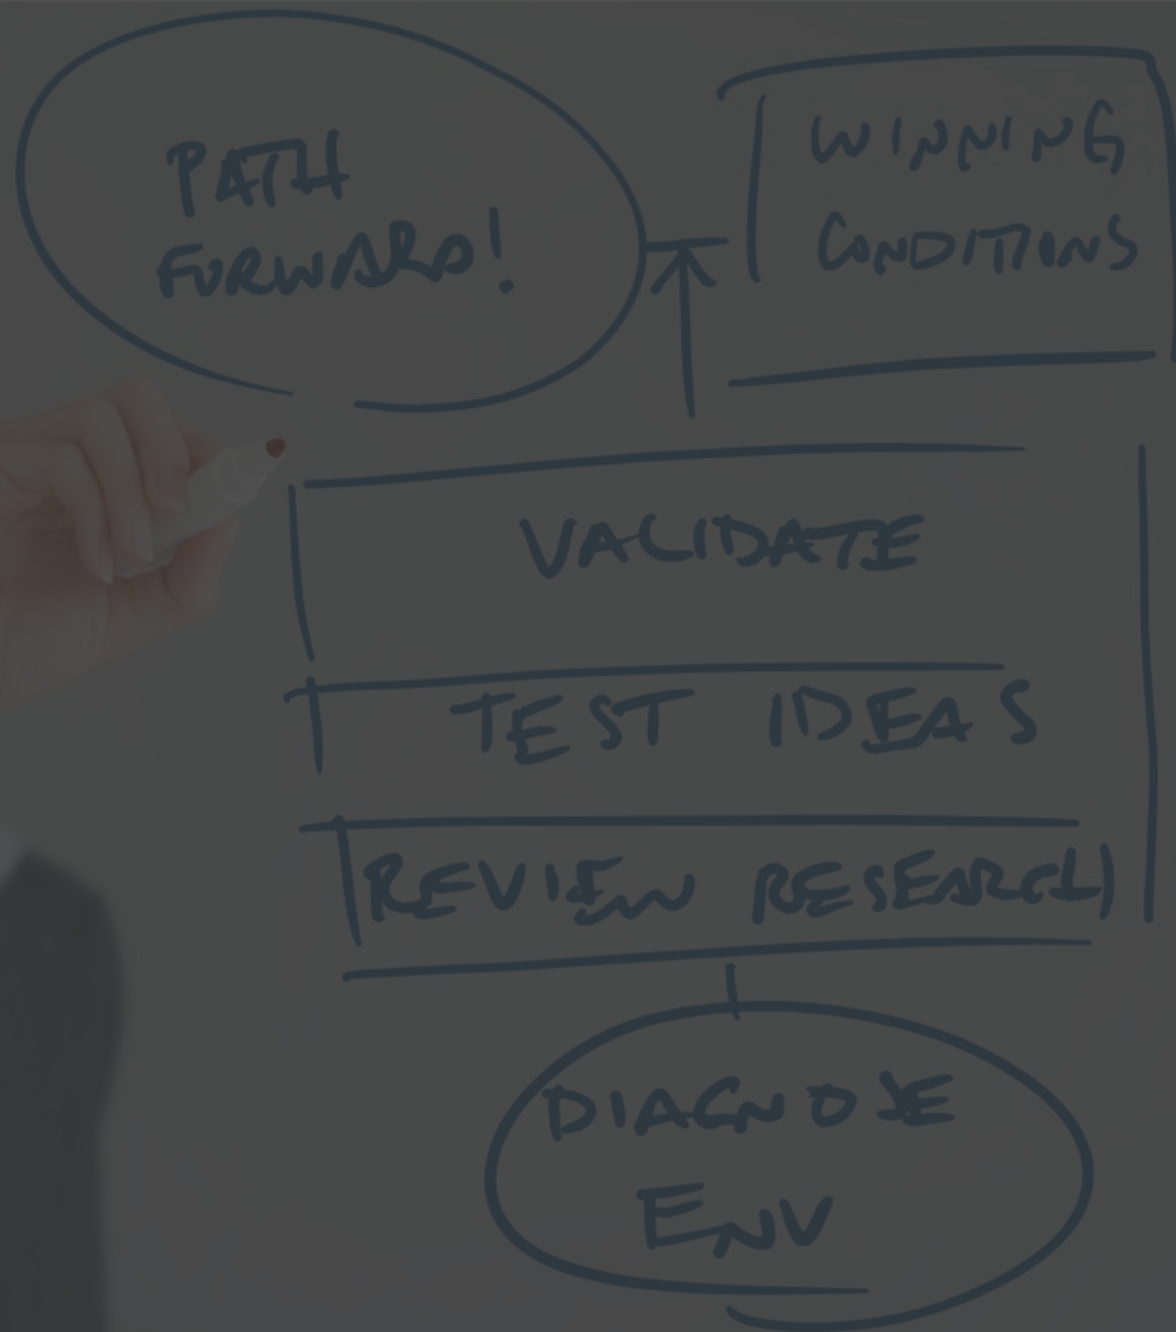 PATH
FORWARD!
WINNING
CONDITIONS
VALIDATE
TEST IDEAS
REVIEW RESEARCH
DIAGNOSE
ENV